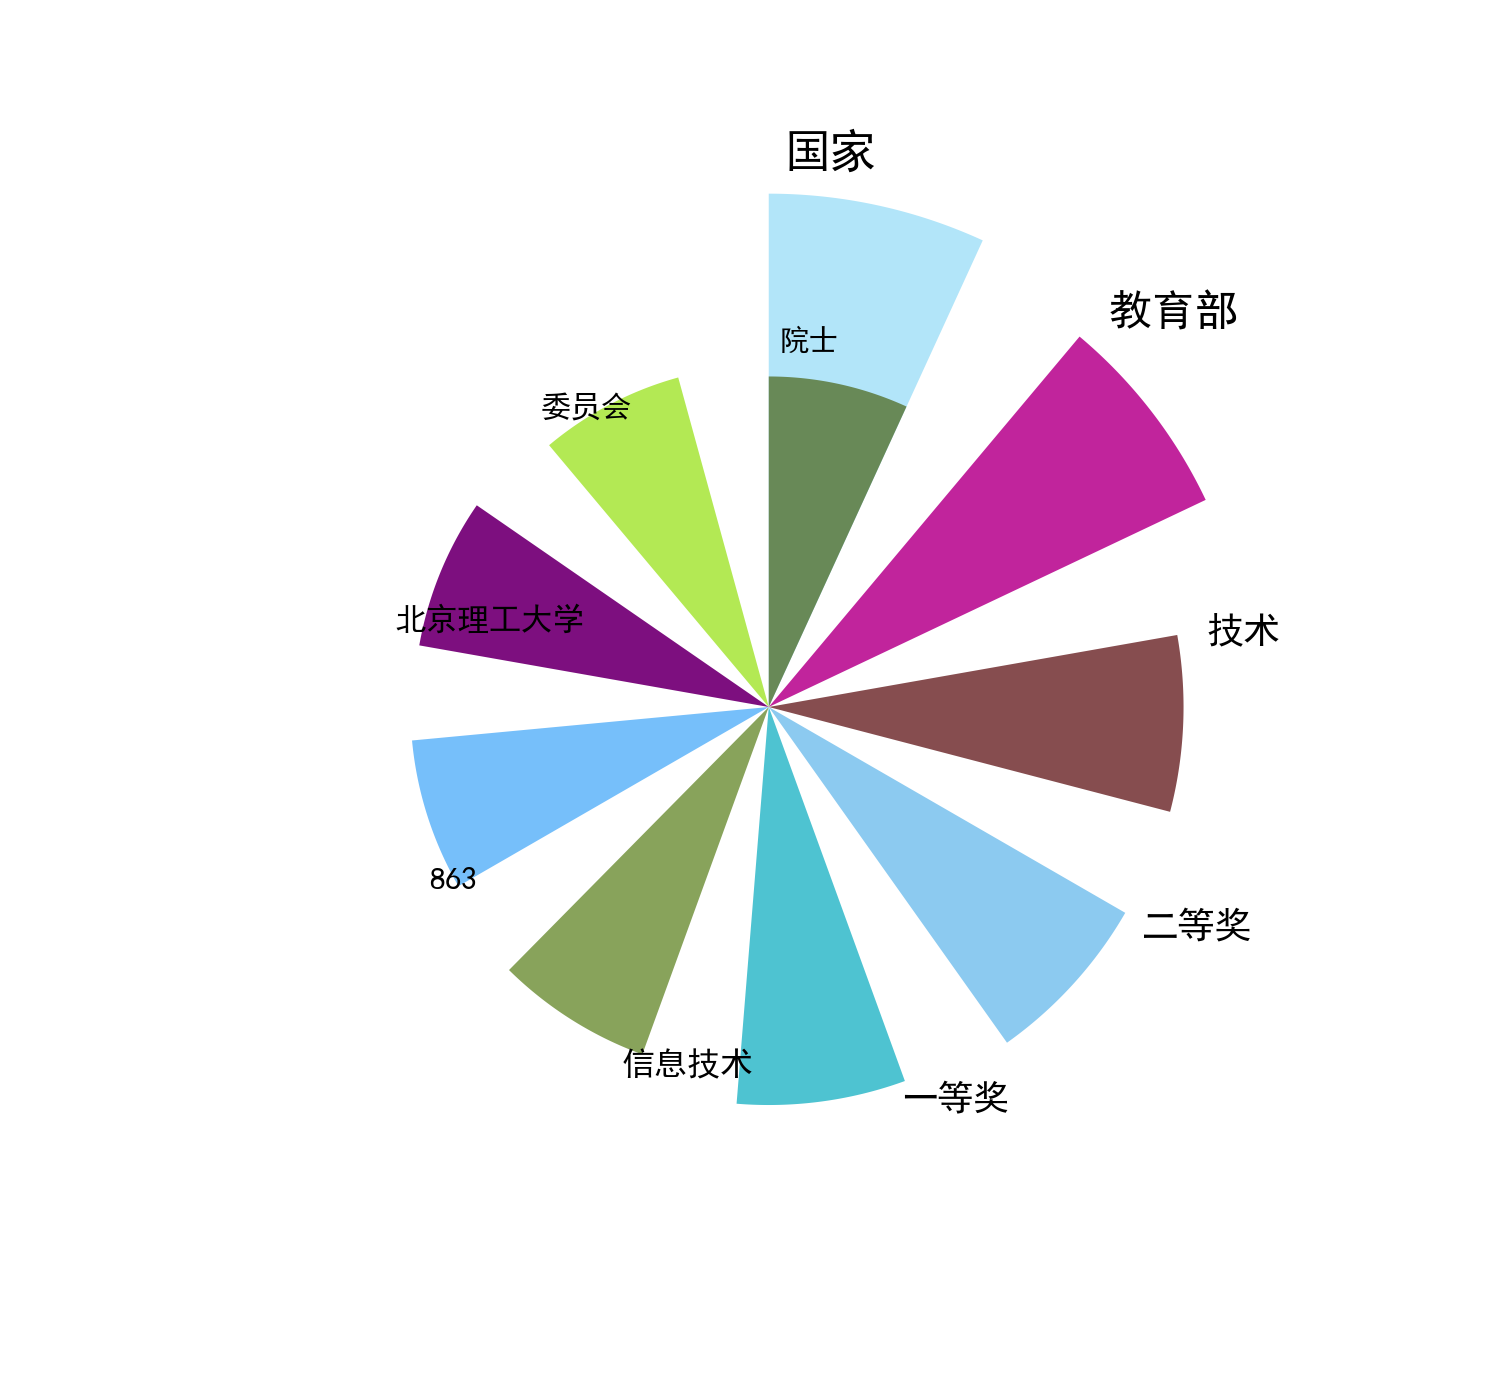 国家
教育部
院士
委员会
北京理工大学
技术
863
二等奖
信息技术
一等奖